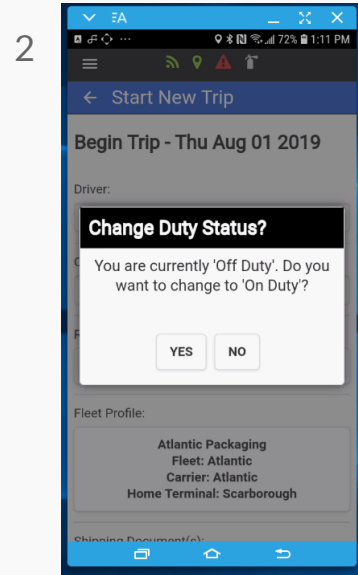 2
72% 1:11 PM
Start New Trip
Begin Trip - Thu Aug 01 2019
Driver:
Change Duty Status?
You are currently 'Off Duty'. Do you
want to change to 'On Duty'?
YES NO
Fleet Profile:
Atlantic Packaging
Fleet: Atlantic
Carrier: Atlantic
Home Terminal: Scarborough
Shipping Document(s):